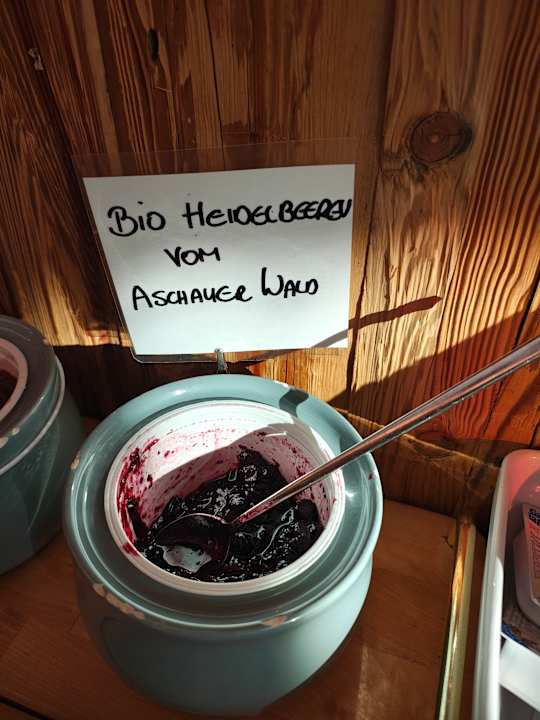 Bio Heidelbeeren
vom
Aschauer Wald